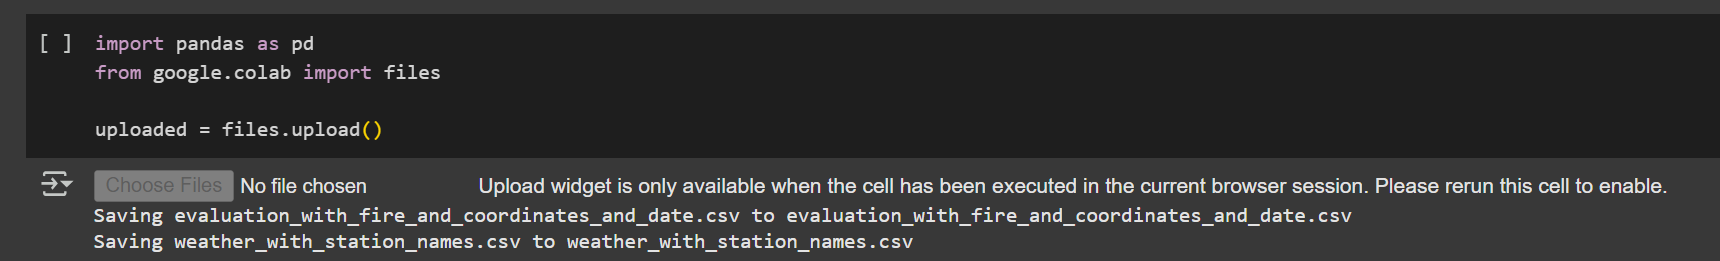 [ ] import pandas as pd
from google.colab import files
uploaded = files.upload()
Choose Files No file chosen Upload widget is only available when the cell has been executed in the current browser session. Please rerun this cell to enable.
Saving evaluation_with_fire_and_coordinates_and_date.csv to evaluation_with_fire_and_coordinates_and_date.csv
Saving weather_with_station_names.csv to weather_with_station_names.csv